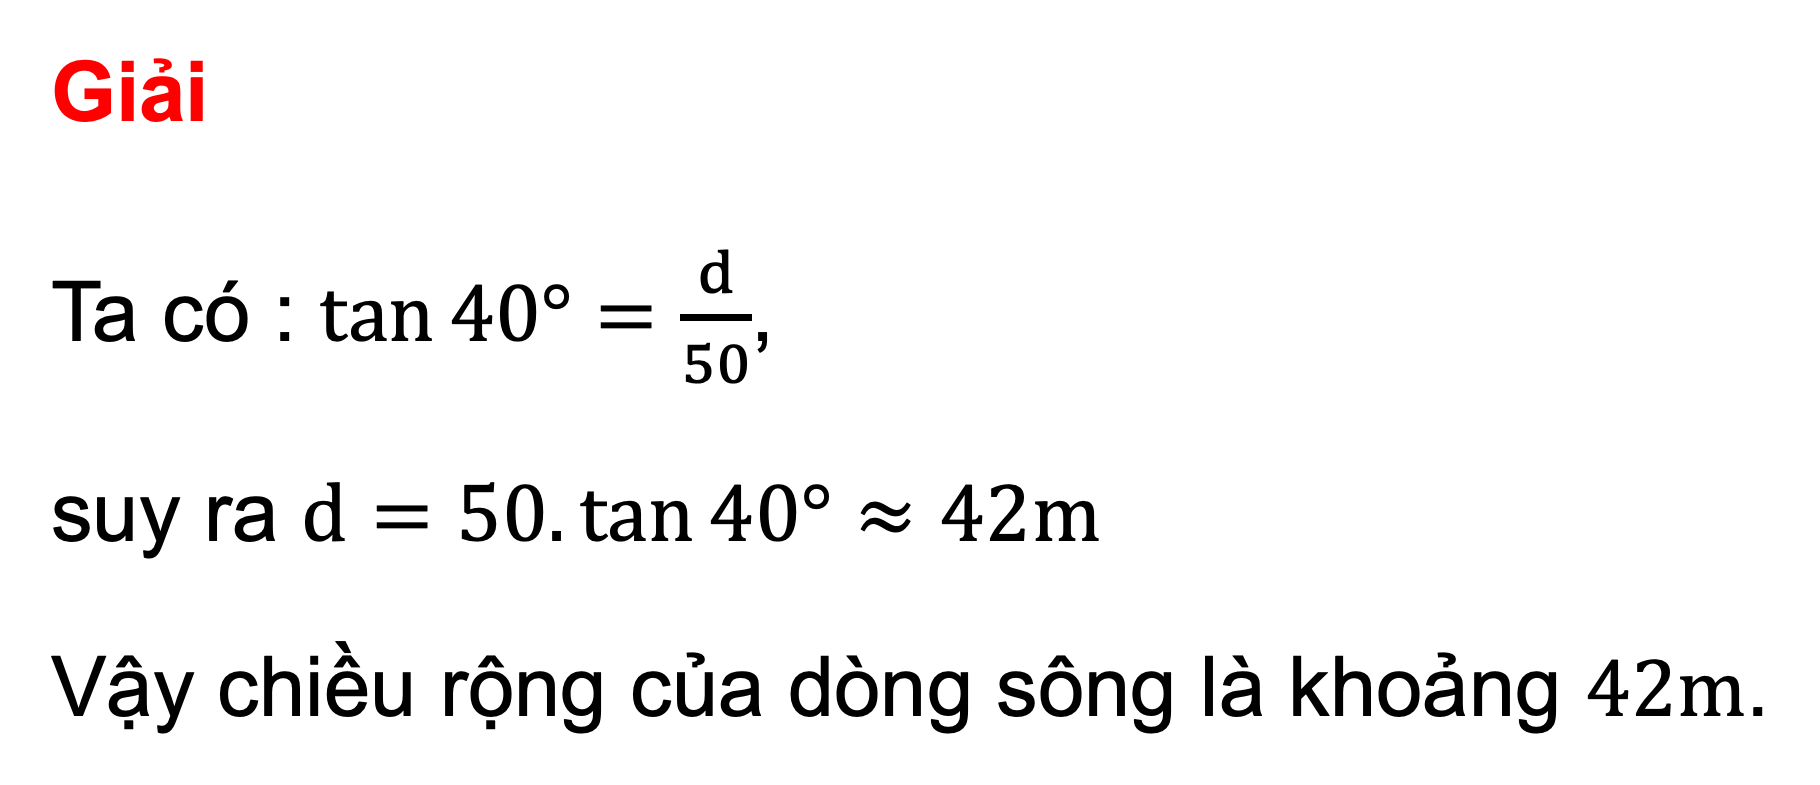 Giải
Ta có : tan 40° = d/50,
suy ra d = 50. tan 40° ≈ 42m
Vậy chiều rộng của dòng sông là khoảng 42m.